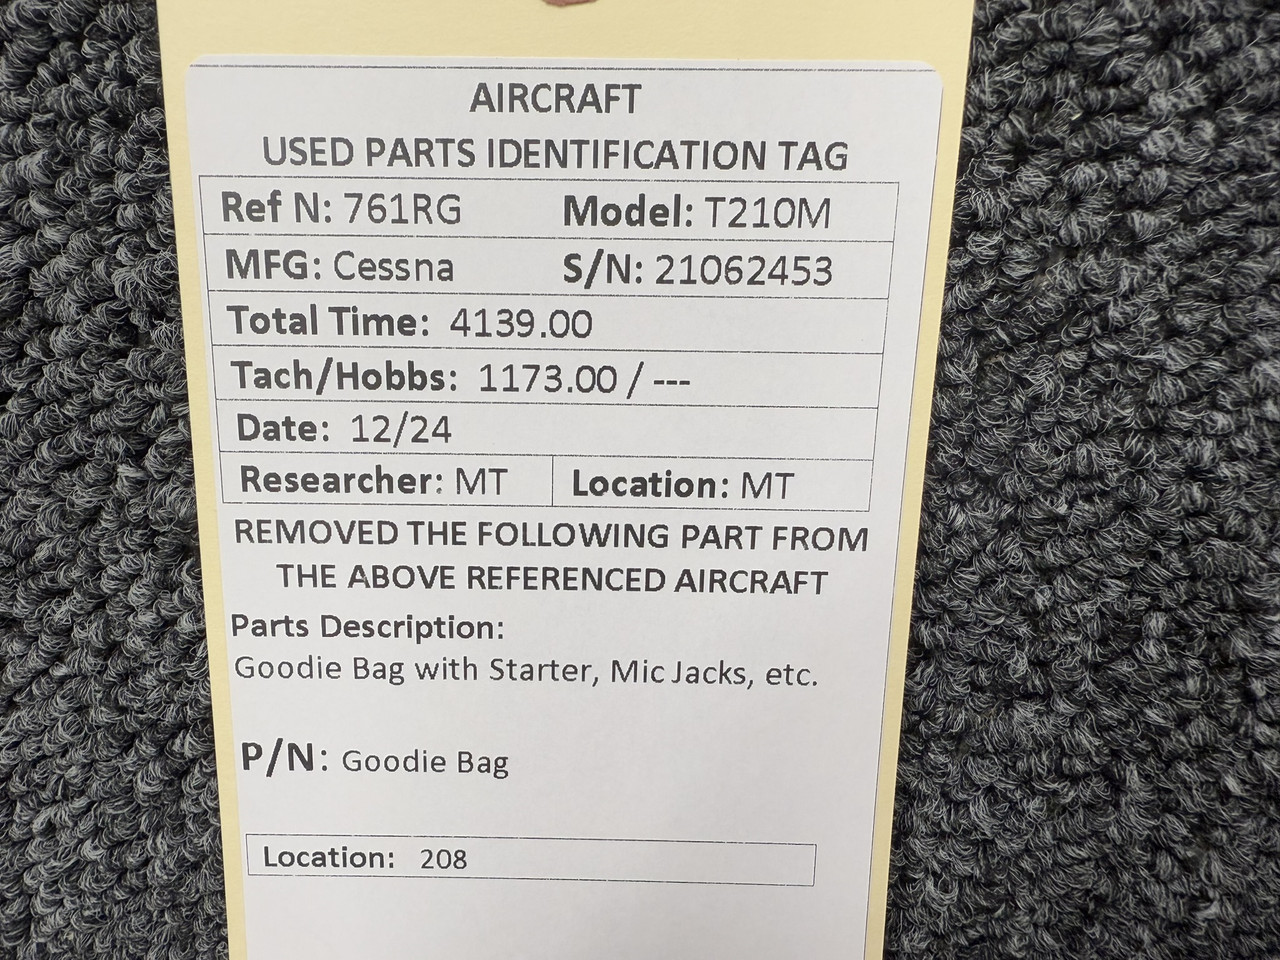 AIRCRAFT
USED PARTS IDENTIFICATION TAG
Ref N: 761RG Model: T210M
MFG: Cessna S/N: 21062453
Total Time: 4139.00
Tach/Hobbs: 1173.00 / ---
Date: 12/24
Researcher: MT Location: MT
REMOVED THE FOLLOWING PART FROM
THE ABOVE REFERENCED AIRCRAFT
Parts Description:
Goodie Bag with Starter, Mic Jacks, etc.
P/N: Goodie Bag
Location: 208